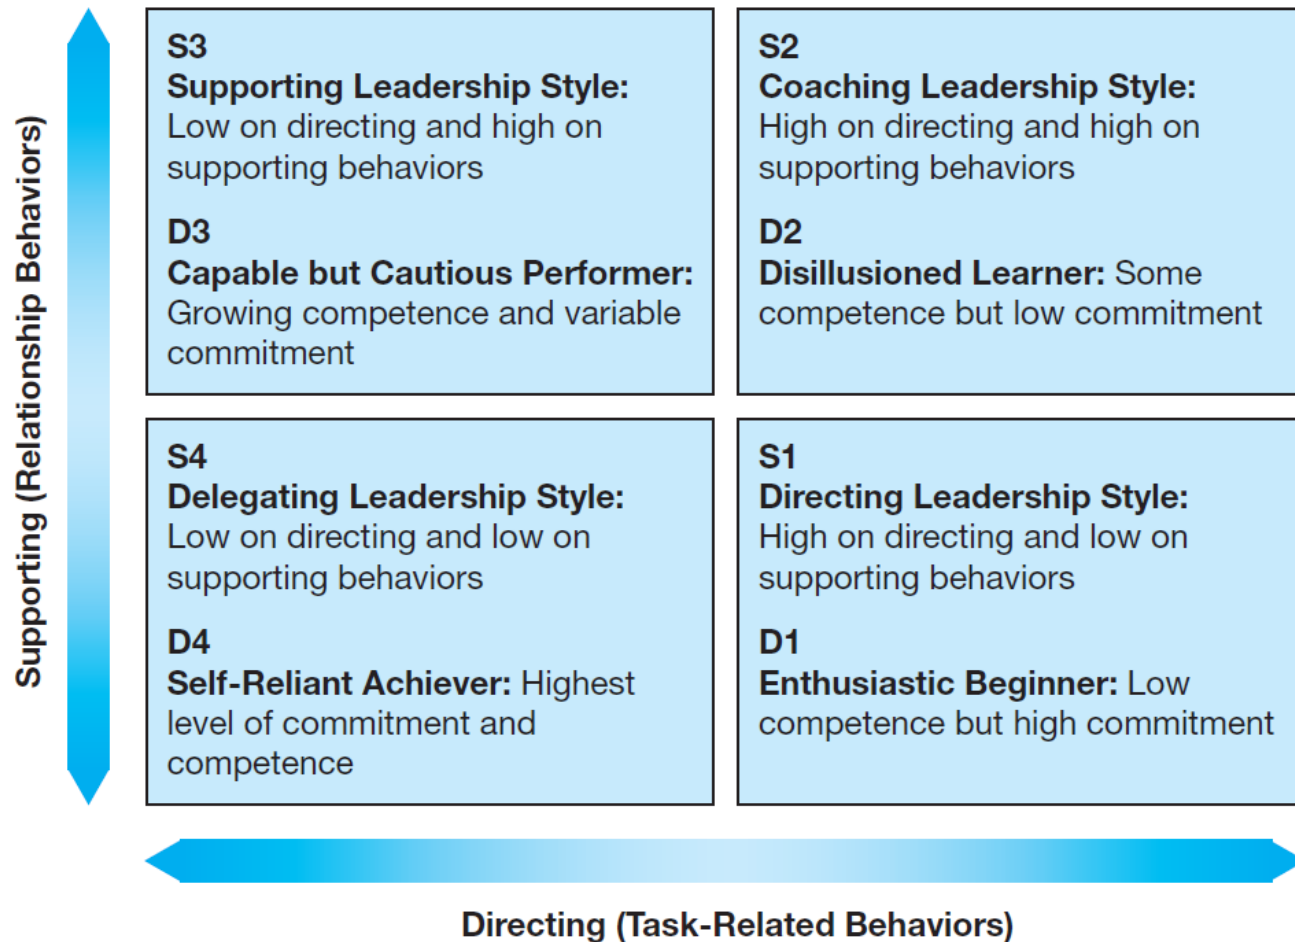 Supporting (Relationship Behaviors)
S3
Supporting Leadership Style:
Low on directing and high on
supporting behaviors
D3
Capable but Cautious Performer:
Growing competence and variable
commitment
S2
Coaching Leadership Style:
High on directing and high on
supporting behaviors
D2
Disillusioned Learner: Some
competence but low commitment
S4
Delegating Leadership Style:
Low on directing and low on
supporting behaviors
D4
Self-Reliant Achiever: Highest
level of commitment and
competence
S1
Directing Leadership Style:
High on directing and low on
supporting behaviors
D1
Enthusiastic Beginner: Low
competence but high commitment
Directing (Task-Related Behaviors)